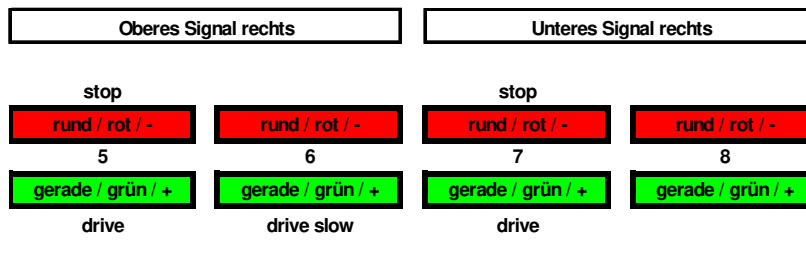 Oberes Signal rechts Unteres Signal rechts
stop stop
rund / rot / - rund / rot / - rund / rot / - rund / rot / -
5 6 7 8
gerade / grün / + gerade / grün / + gerade / grün / + gerade / grün / +
drive drive slow drive